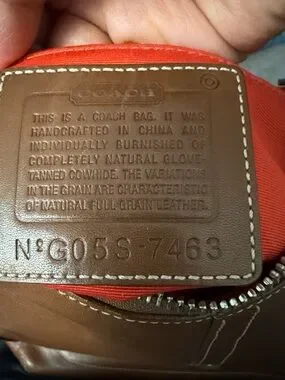 COACH
THIS IS A COACH BAG. IT WAS
HANDCRAFTED IN CHINA AND
INDIVIDUALLY BURNISHED OF
COMPLETELY NATURAL GLOVE-
TANNED COWHIDE. THE VARIATIONS
IN THE GRAIN ARE CHARACTERISTIC
OF NATURAL FULL GRAIN LEATHER.
Nº G05S-7463